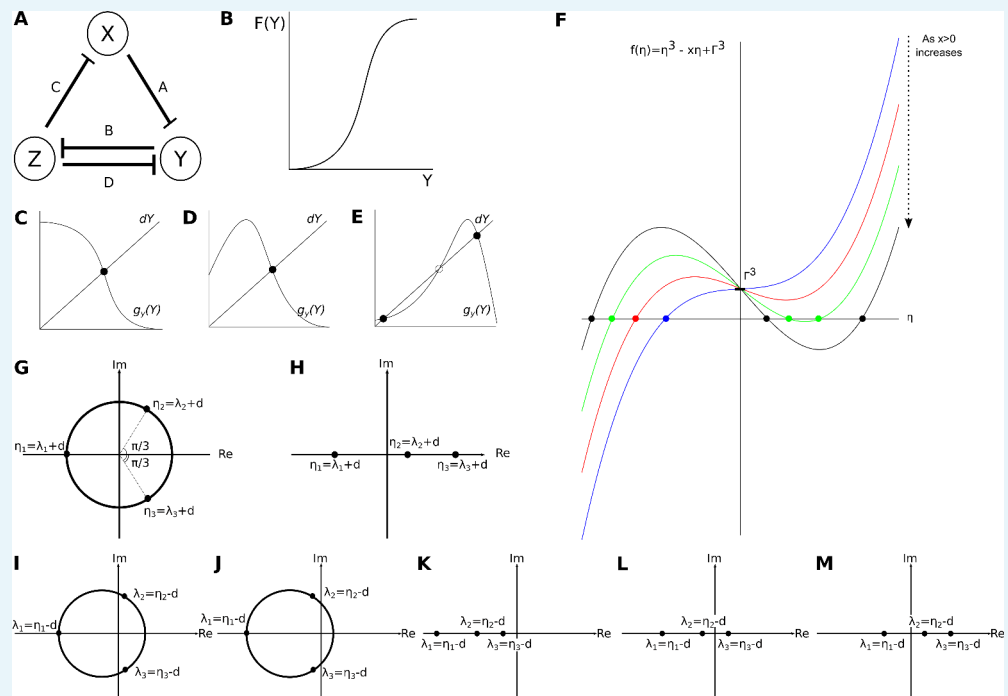 A
X
C
A
B
Z
Y
D
B
F(Y)
Y
C
dY
g_y(Y)
D
dY
g_y(Y)
E
dY
g_y(Y)
F
f(η)=η³ - xη+Γ³
As x>0
increases
Γ³
η
G
Im
η₂=λ₂+d
η₁=λ₁+d
π/3
π/3
Re
η₃=λ₃+d
H
Im
η₂=λ₂+d
Re
η₁=λ₁+d
η₃=λ₃+d
I
Im
λ₂=η₂-d
λ₁=η₁-d
Re
λ₃=η₃-d
J
Im
λ₂=η₂-d
λ₁=η₁-d
Re
λ₃=η₃-d
K
Im
λ₂=η₂-d
Re
λ₁=η₁-d
λ₃=η₃-d
L
Im
λ₂=η₂-d
Re
λ₁=η₁-d
λ₃=η₃-d
M
Im
λ₂=η₂-d
Re
λ₁=η₁-d
λ₃=η₃-d